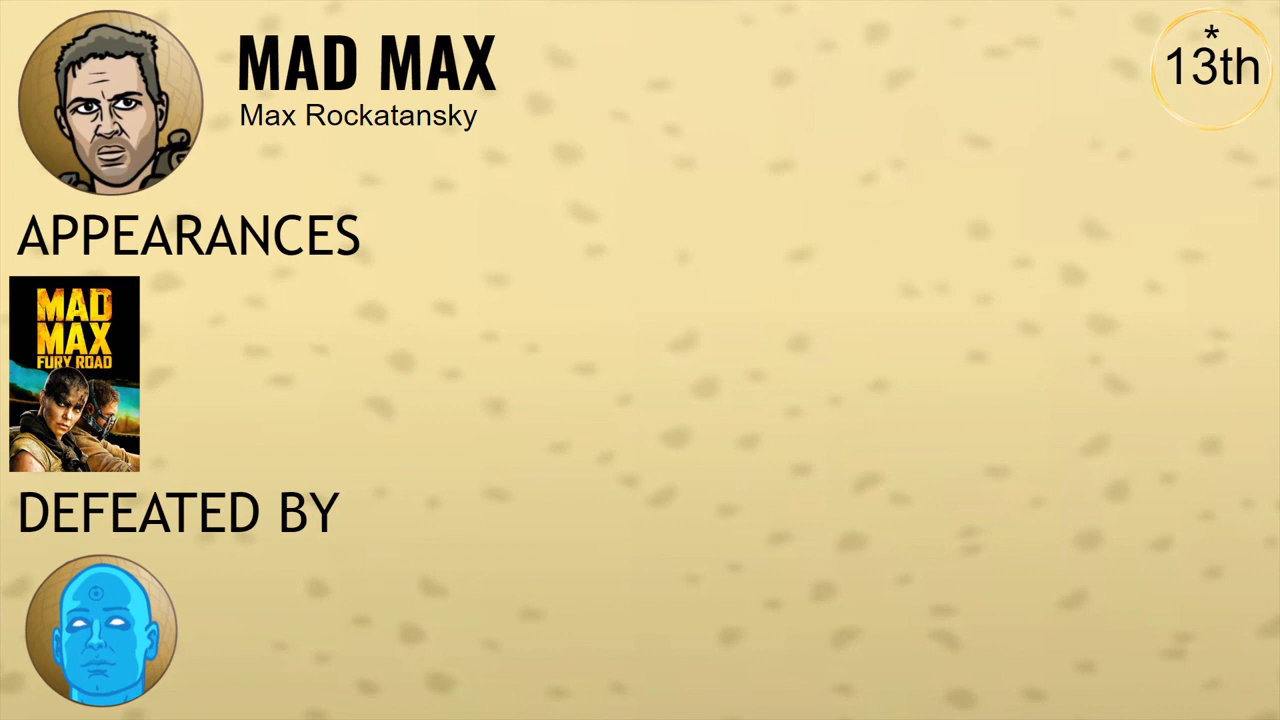 MAD MAX
Max Rockatansky
*
13th
APPEARANCES
MAD
MAX
FURY ROAD
DEFEATED BY